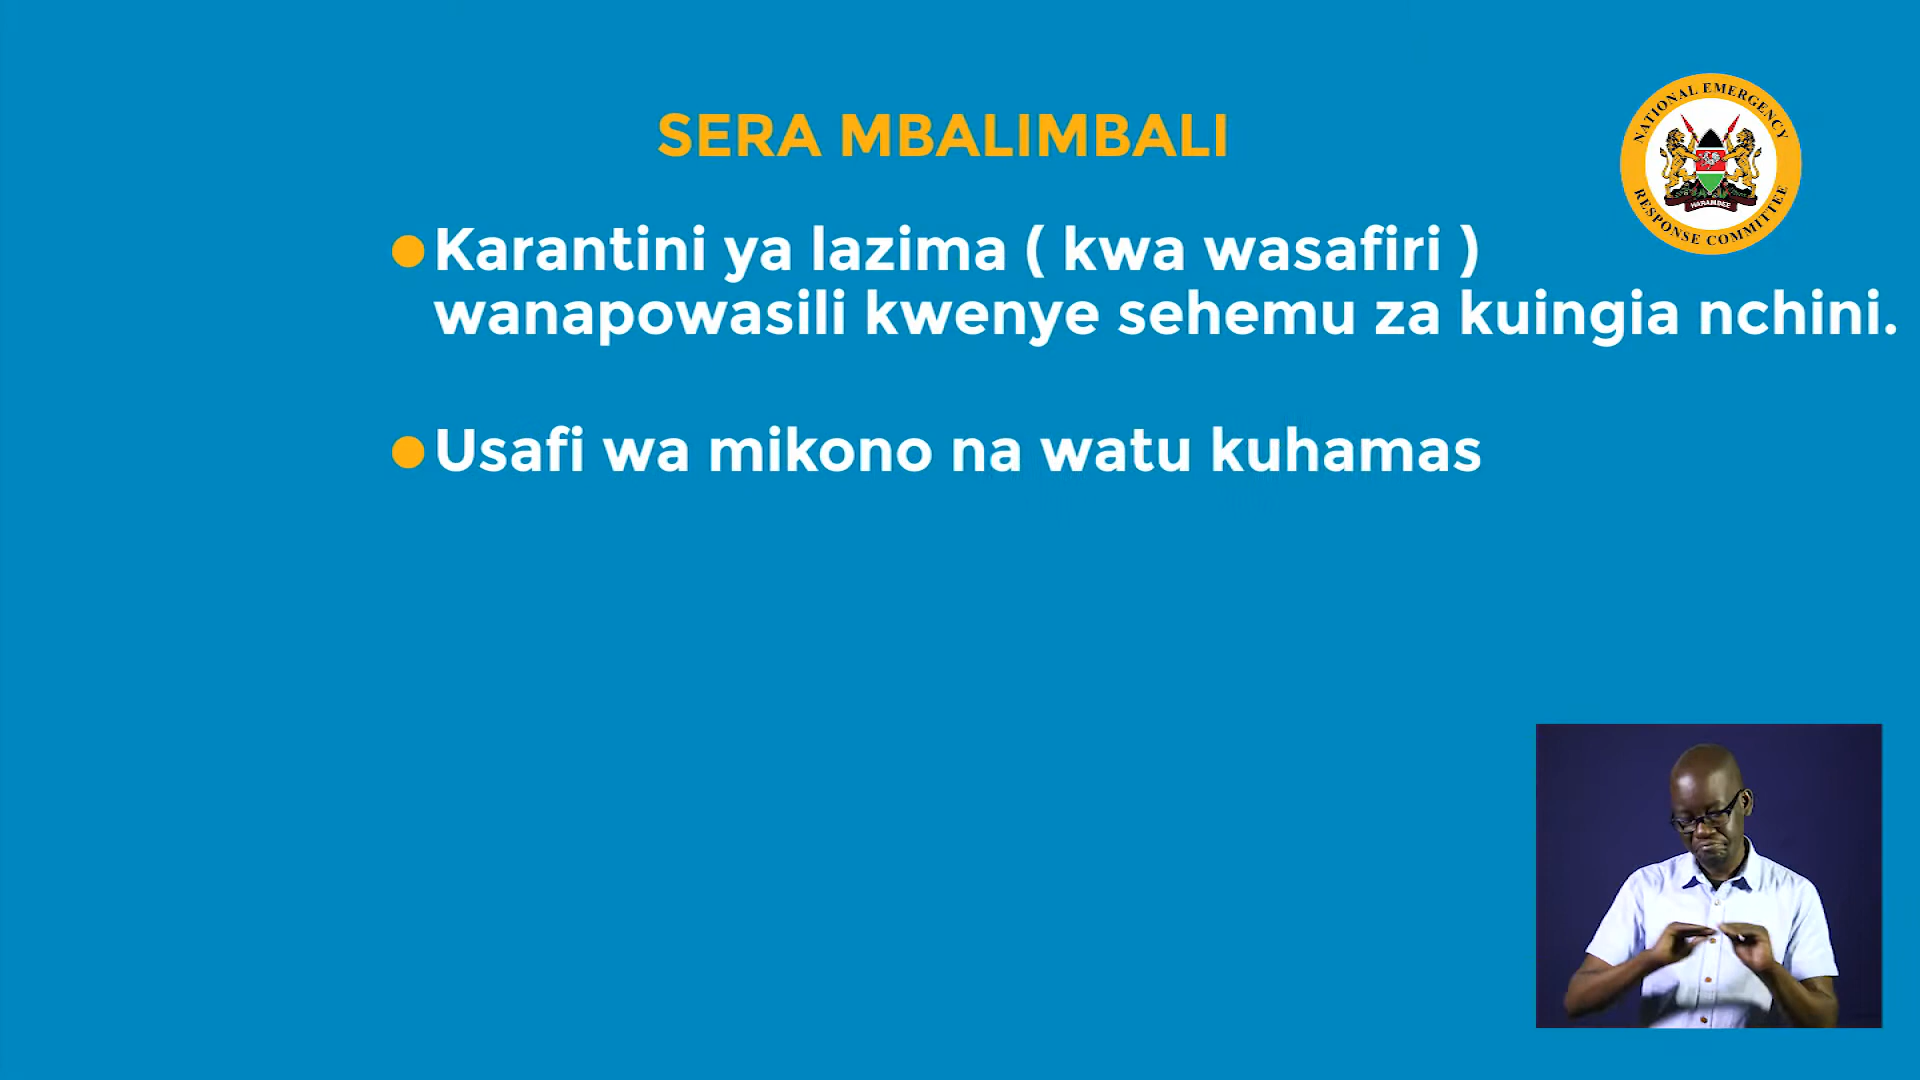 SERA MBALIMBALI
NATIONAL EMERGENCY
RESPONSE COMMITTEE
HARAMBEE
Karantini ya lazima ( kwa wasafiri )
wanapowasili kwenye sehemu za kuingia nchini.
Usafi wa mikono na watu kuhamas